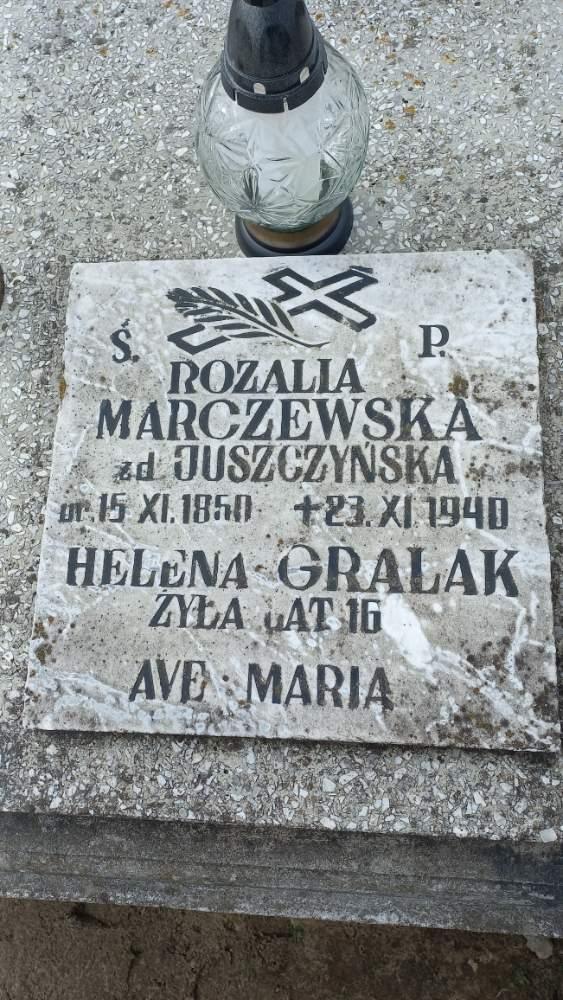 Ś. P.
ROZALIA
MARCZEWSKA
zd JUSZCZYŃSKA
ur. 15 XI. 1850 +23. XI 1940
HELENA GRALAK
ŻYŁA LAT 16
AVE MARIA